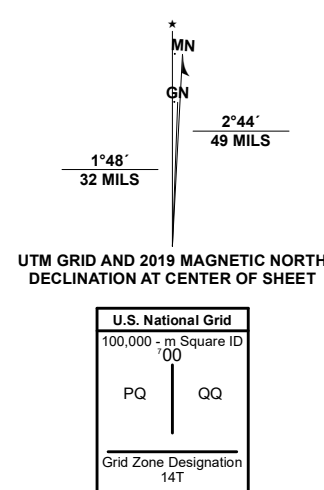 ★
MN
GN
1°48´
32 MILS
2°44´
49 MILS
UTM GRID AND 2019 MAGNETIC NORTH
DECLINATION AT CENTER OF SHEET
U.S. National Grid
100,000 - m Square ID
⁷00
PQ QQ
Grid Zone Designation
14T